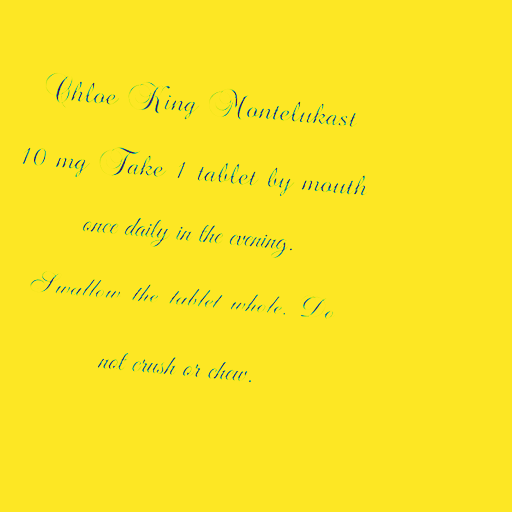 Chloe King Montelukast
10 mg Take 1 tablet by mouth
once daily in the evening.
Swallow the tablet whole. Do
not crush or chew.